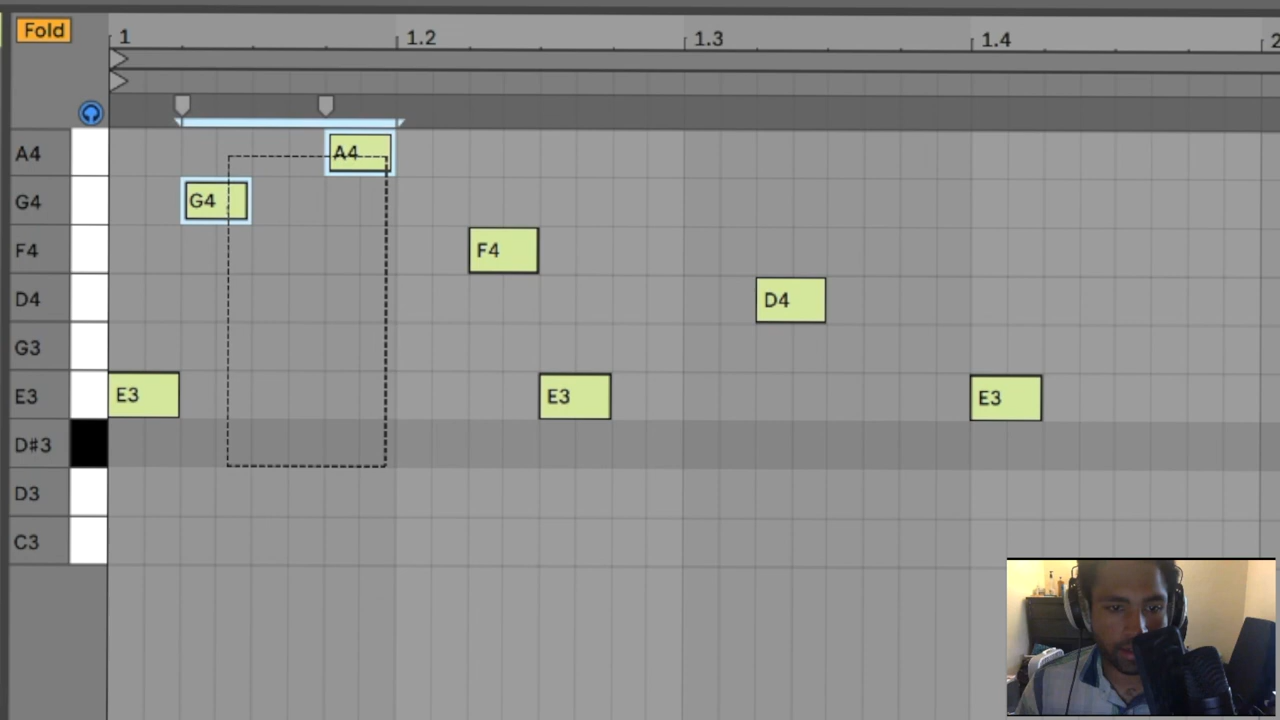 Fold 1 1.2 1.3 1.4 2
A4 A4
G4 G4
F4 F4
D4 D4
G3
E3 E3 E3 E3
D#3
D3
C3